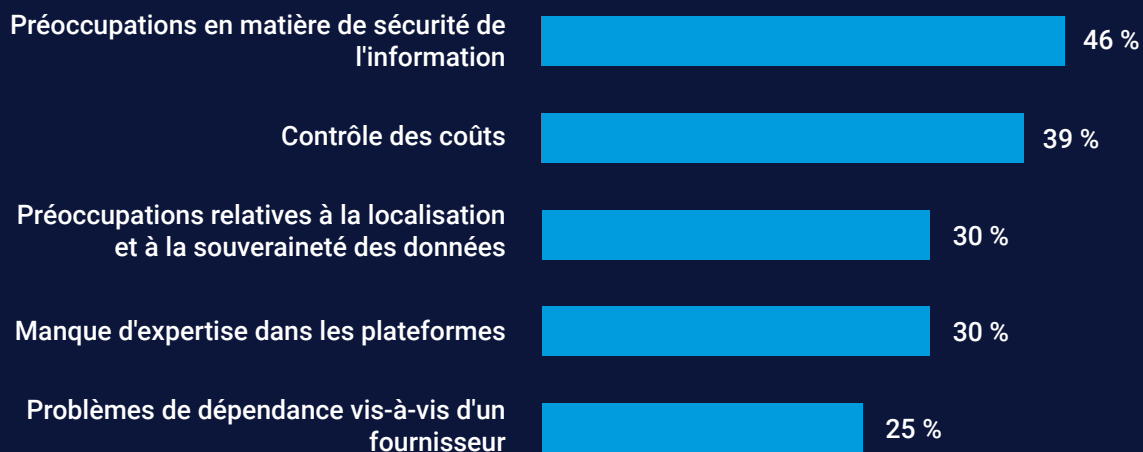 Préoccupations en matière de sécurité de
l'information
46 %
Contrôle des coûts
39 %
Préoccupations relatives à la localisation
et à la souveraineté des données
30 %
Manque d'expertise dans les plateformes
30 %
Problèmes de dépendance vis-à-vis d'un
fournisseur
25 %